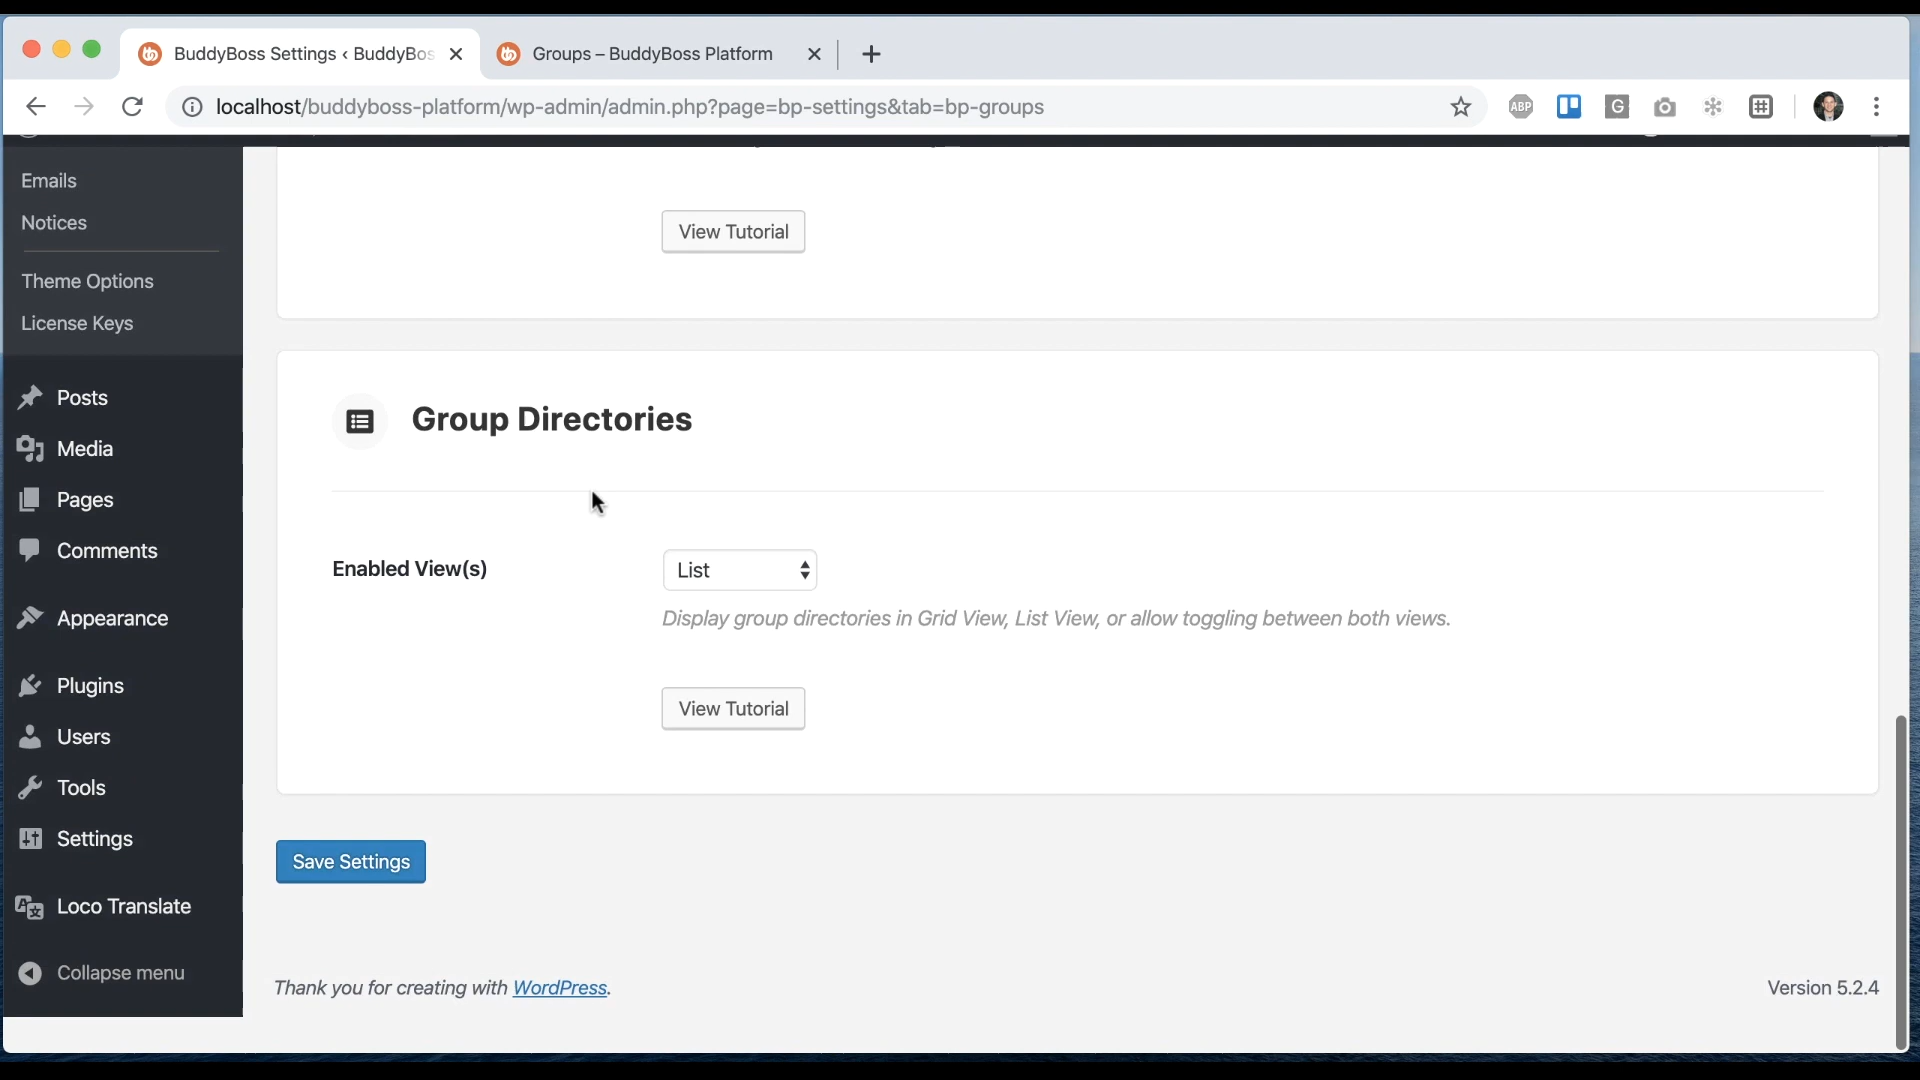 BuddyBoss Settings ‹ BuddyBos
Groups – BuddyBoss Platform
localhost/buddyboss-platform/wp-admin/admin.php?page=bp-settings&tab=bp-groups
ABP
G
Emails
Notices
Theme Options
License Keys
Posts
Media
Pages
Comments
Appearance
Plugins
Users
Tools
Settings
Loco Translate
Collapse menu
View Tutorial
Group Directories
Enabled View(s)
List
Display group directories in Grid View, List View, or allow toggling between both views.
View Tutorial
Save Settings
Thank you for creating with WordPress.
Version 5.2.4